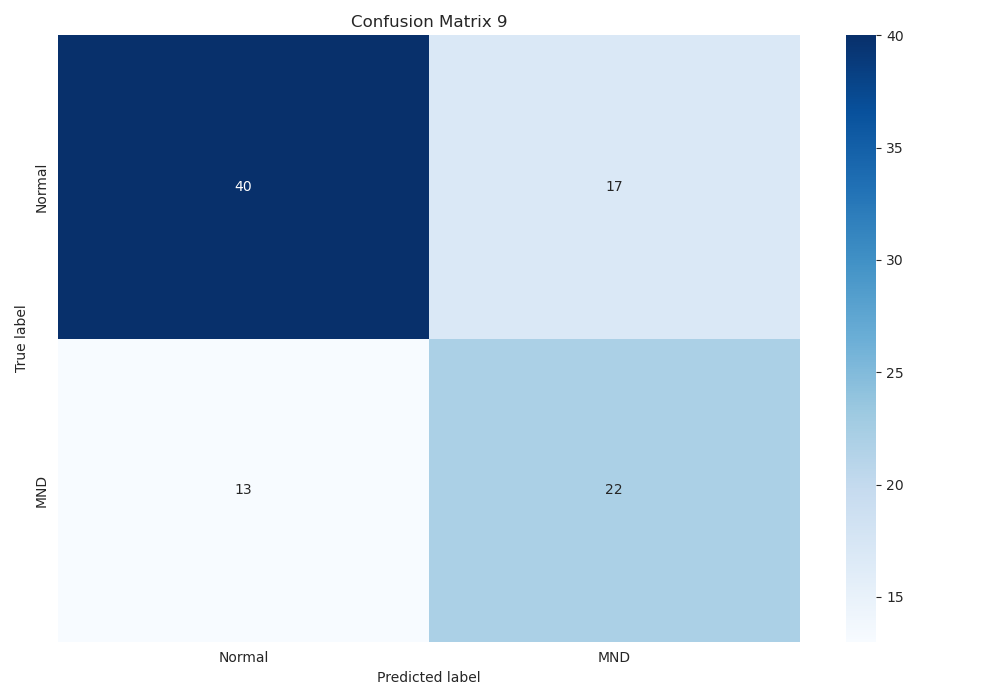 Confusion Matrix 9
True label
Normal
MND
40
17
13
22
Normal
MND
Predicted label
40
35
30
25
20
15